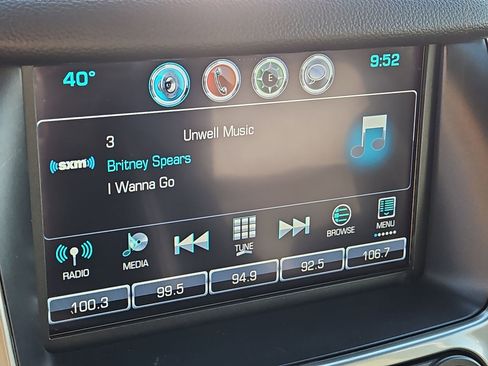 40° 9:52
E
3 Unwell Music
((sxm))
Britney Spears
I Wanna Go
RADIO MEDIA TUNE BROWSE MENU
100.3 99.5 94.9 92.5 106.7